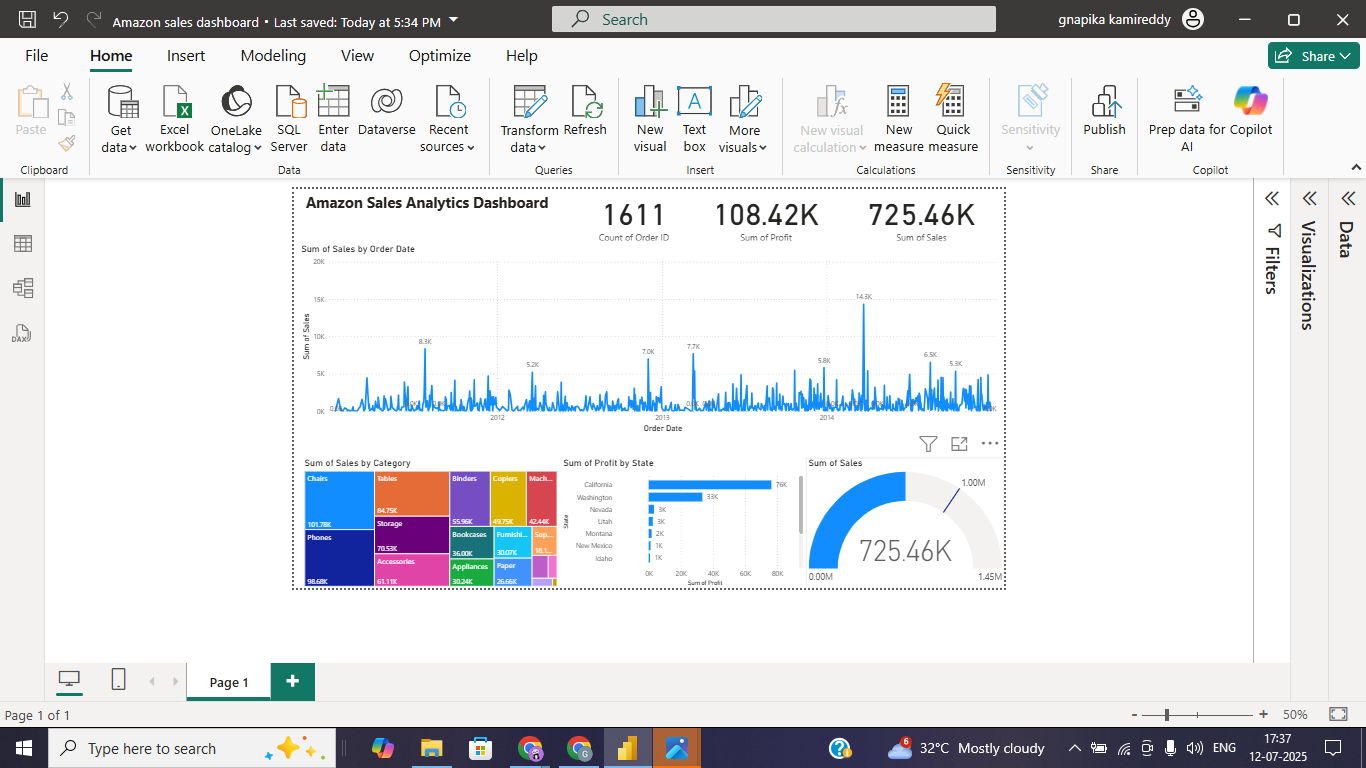 Amazon sales dashboard • Last saved: Today at 5:34 PM
Search
gnapika kamireddy
File Home Insert Modeling View Optimize Help
Share
Paste
Get data
Excel workbook
OneLake catalog
SQL Server
Enter data
Dataverse
Recent sources
Transform data
Refresh
New visual
Text box
More visuals
New visual calculation
New measure
Quick measure
Sensitivity
Publish
Prep data for AI
Copilot
Clipboard Data Queries Insert Calculations Sensitivity Share Copilot
Amazon Sales Analytics Dashboard
1611
Count of Order ID
108.42K
Sum of Profit
725.46K
Sum of Sales
Sum of Sales by Order Date
Sum of Sales
20K
15K
10K
5K
0K
8.3K
5.2K
7.0K
7.7K
5.8K
14.3K
6.5K
5.3K
2012 2013 2014
Order Date
Sum of Sales by Category
Chairs
101.78K
Phones
98.68K
Tables
84.75K
Storage
70.53K
Accessories
61.11K
Binders
55.96K
Copiers
49.75K
Mach...
42.44K
Bookcases
36.00K
Furnishi...
30.07K
Sup...
18.1...
Appliances
30.24K
Paper
26.66K
Sum of Profit by State
State
California 76K
Washington 33K
Nevada 3K
Utah 3K
Montana 2K
New Mexico 1K
Idaho 1K
0K 20K 40K 60K 80K
Sum of Profit
Sum of Sales
1.00M
725.46K
0.00M
1.45M
Filters
Visualizations
Data
DAX
Page 1
Page 1 of 1
50%
Type here to search
6
32°C Mostly cloudy
ENG
17:37
12-07-2025